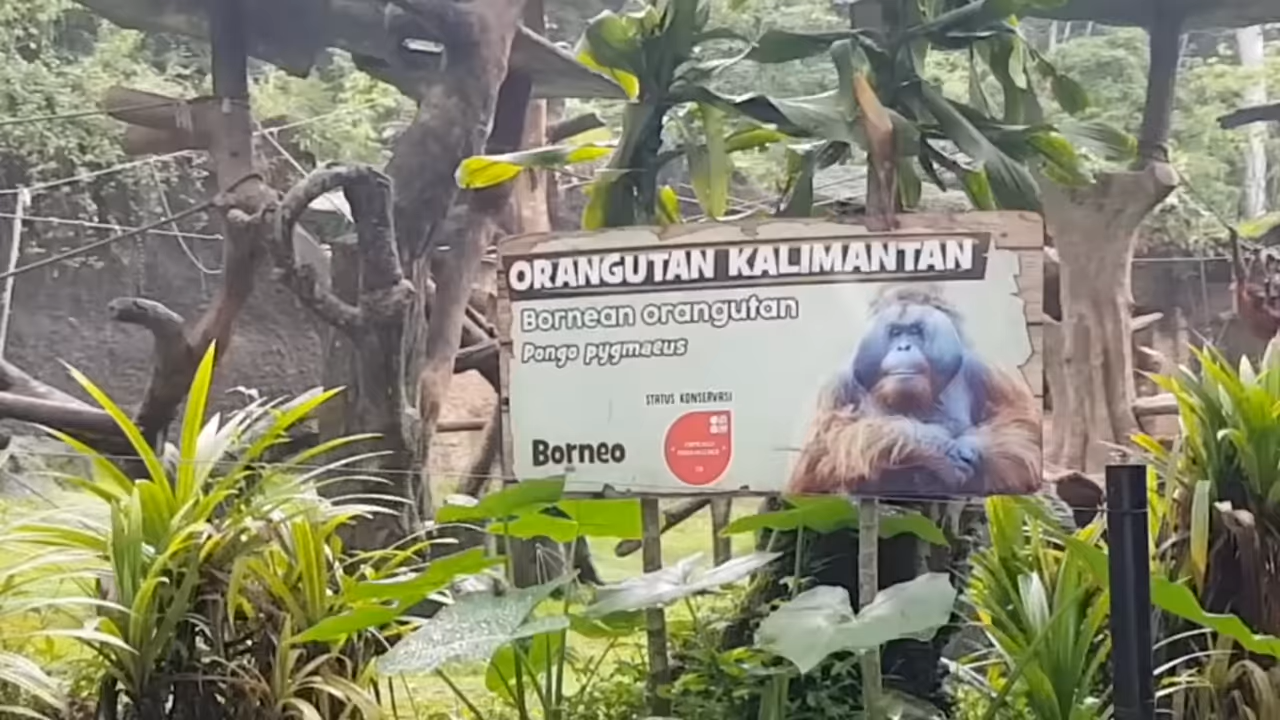 ORANGUTAN KALIMANTAN
Bornean orangutan
Pongo pygmaeus
STATUS KONSERVASI
Borneo